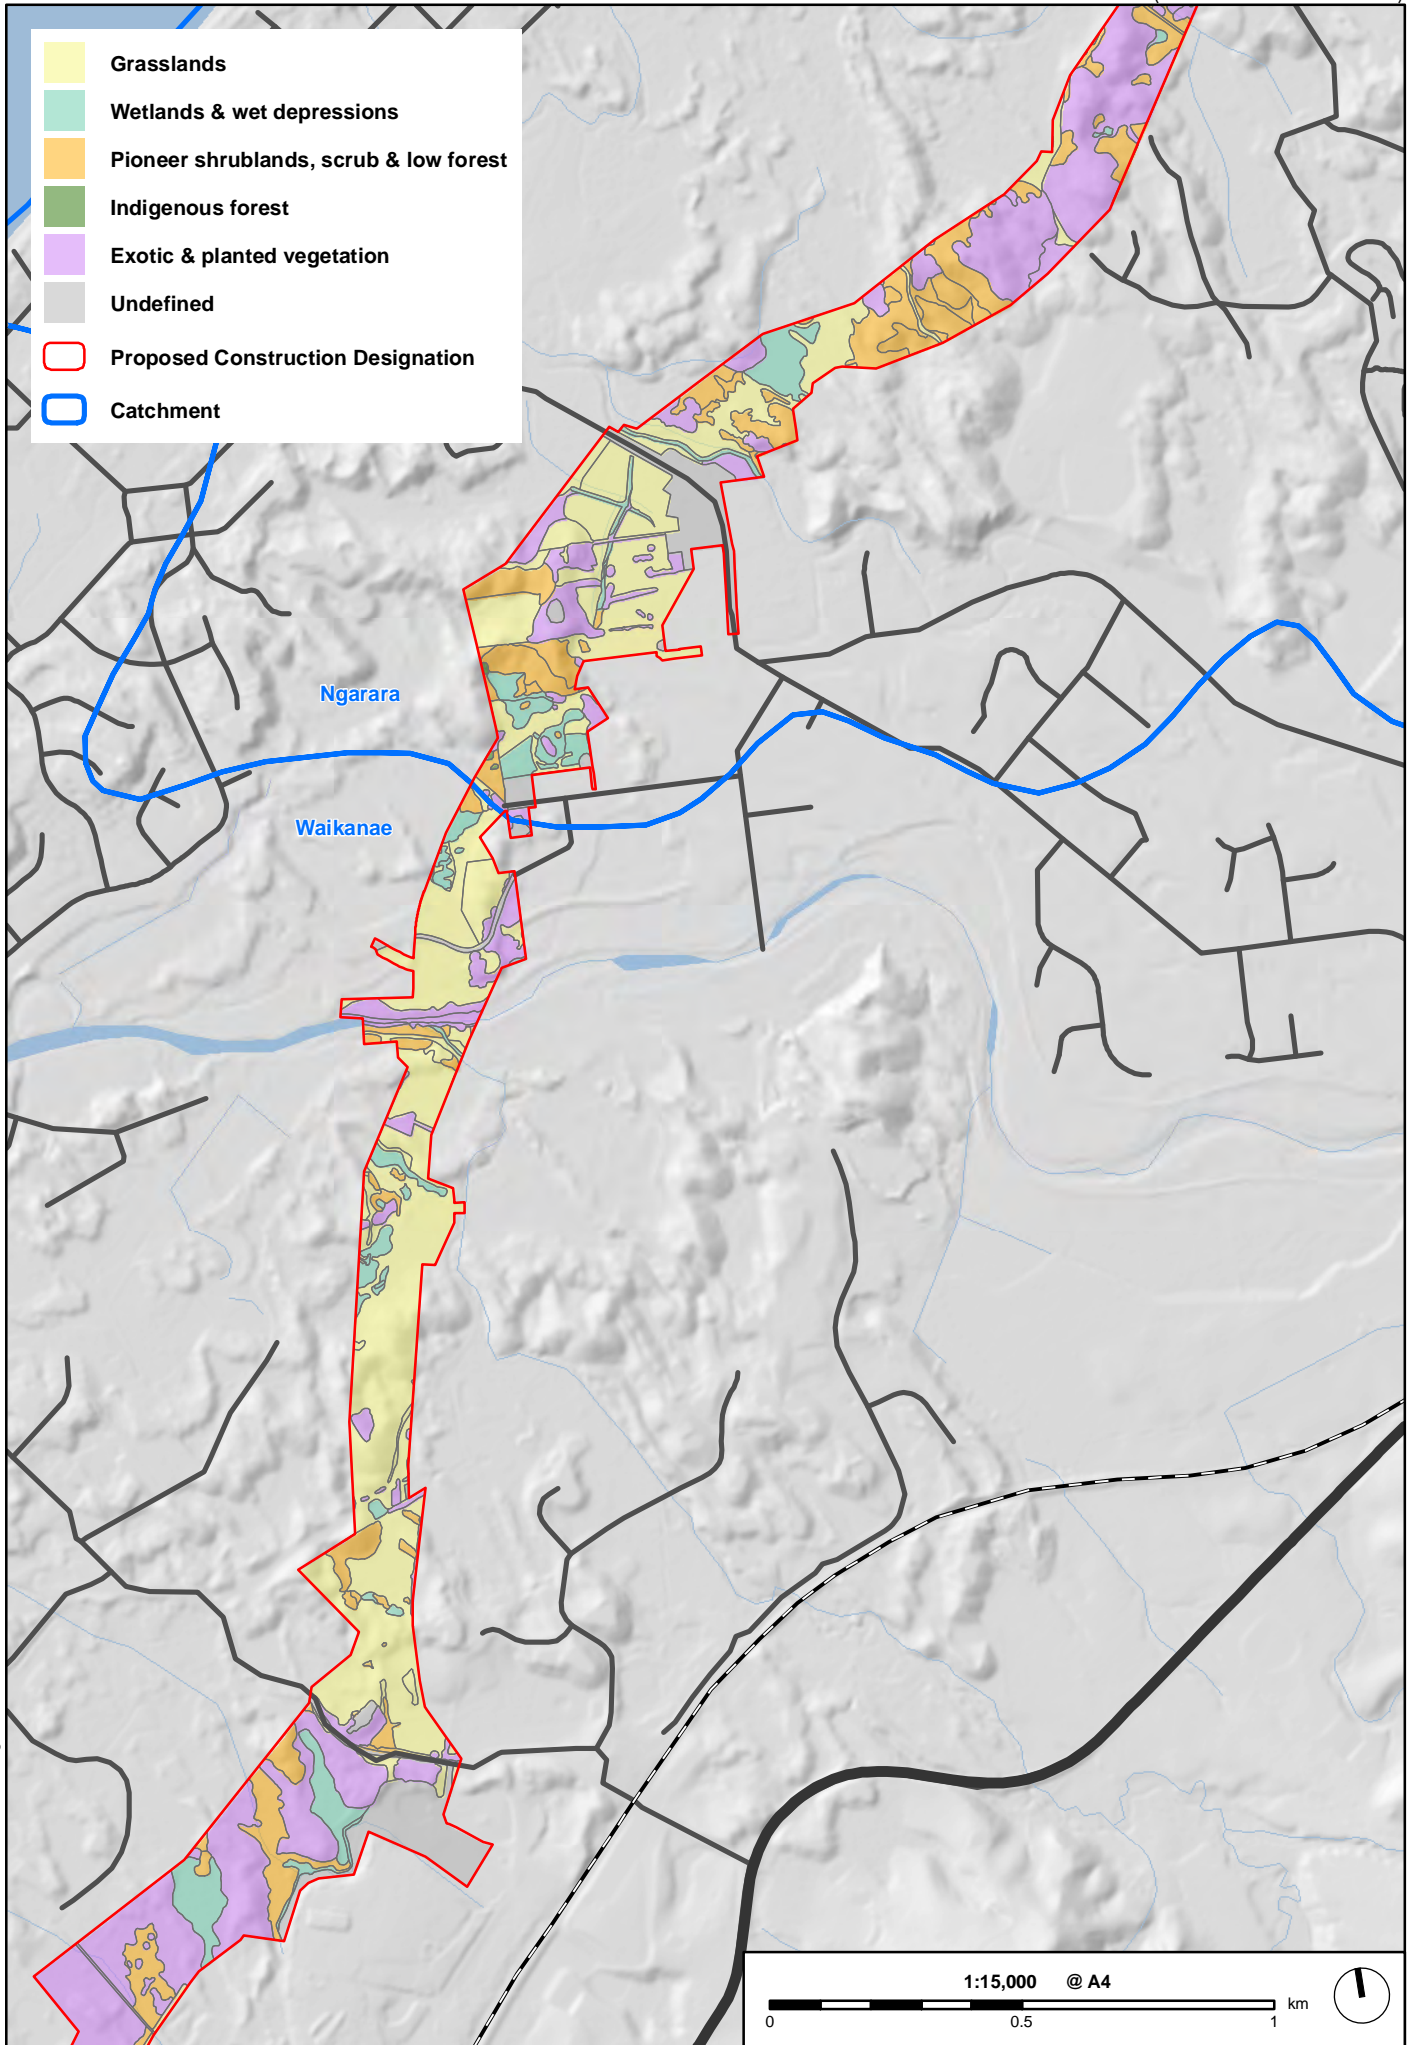 Grasslands
Wetlands & wet depressions
Pioneer shrublands, scrub & low forest
Indigenous forest
Exotic & planted vegetation
Undefined
Proposed Construction Designation
Catchment
Ngarara
Waikanae
1:15,000 @ A4
km
0 0.5 1